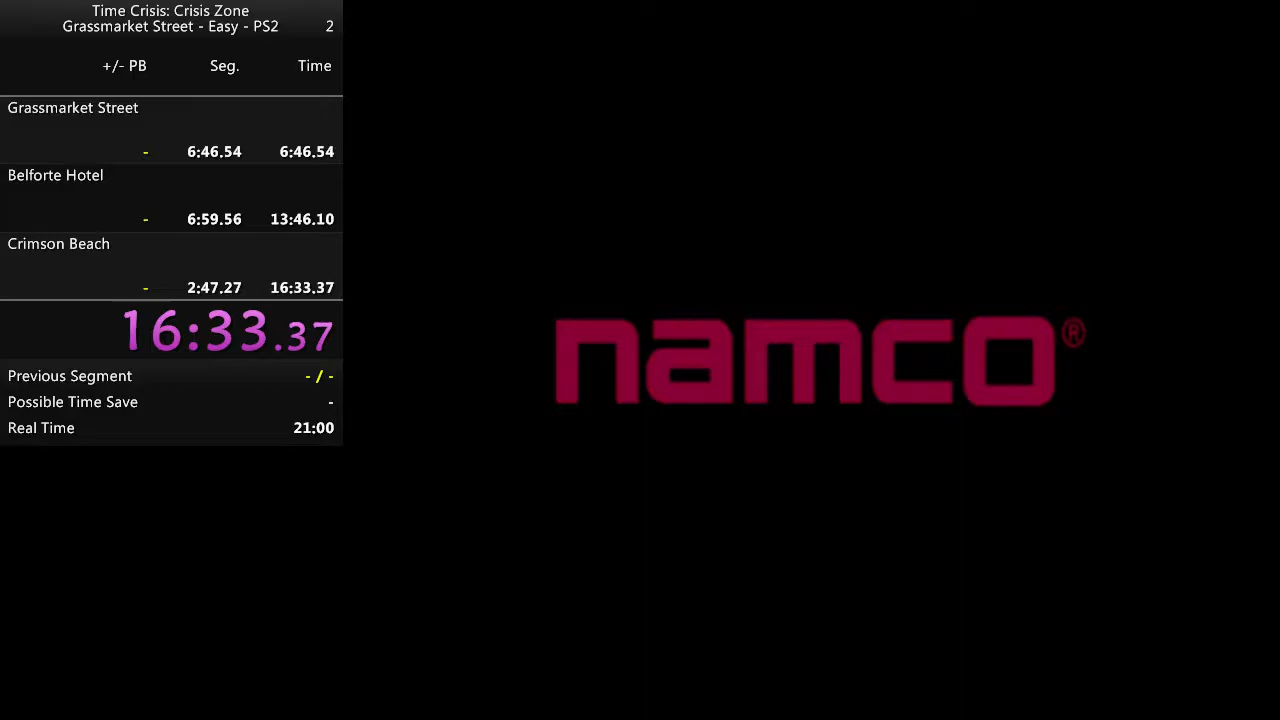 Time Crisis: Crisis Zone
Grassmarket Street - Easy - PS2 2
+/- PB Seg. Time
Grassmarket Street
- 6:46.54 6:46.54
Belforte Hotel
- 6:59.56 13:46.10
Crimson Beach
- 2:47.27 16:33.37
16:33.37
Previous Segment - / -
Possible Time Save -
Real Time 21:00
namco®